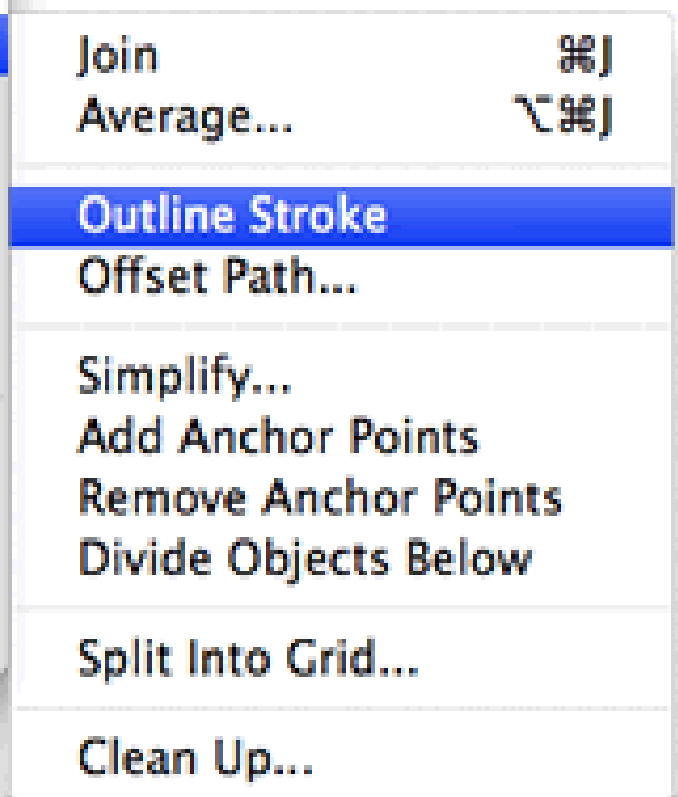 Join ⌘J
Average... ⌥⌘J
Outline Stroke
Offset Path...
Simplify...
Add Anchor Points
Remove Anchor Points
Divide Objects Below
Split Into Grid...
Clean Up...